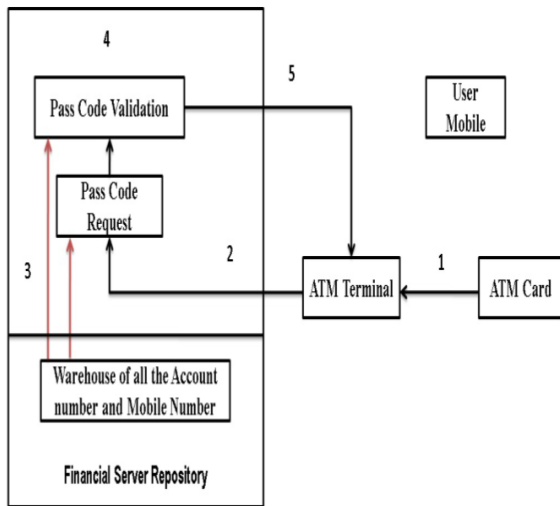 4
5
Pass Code Validation
User
Mobile
Pass Code
Request
3
2
1
ATM Terminal
ATM Card
Warehouse of all the Account
number and Mobile Number
Financial Server Repository